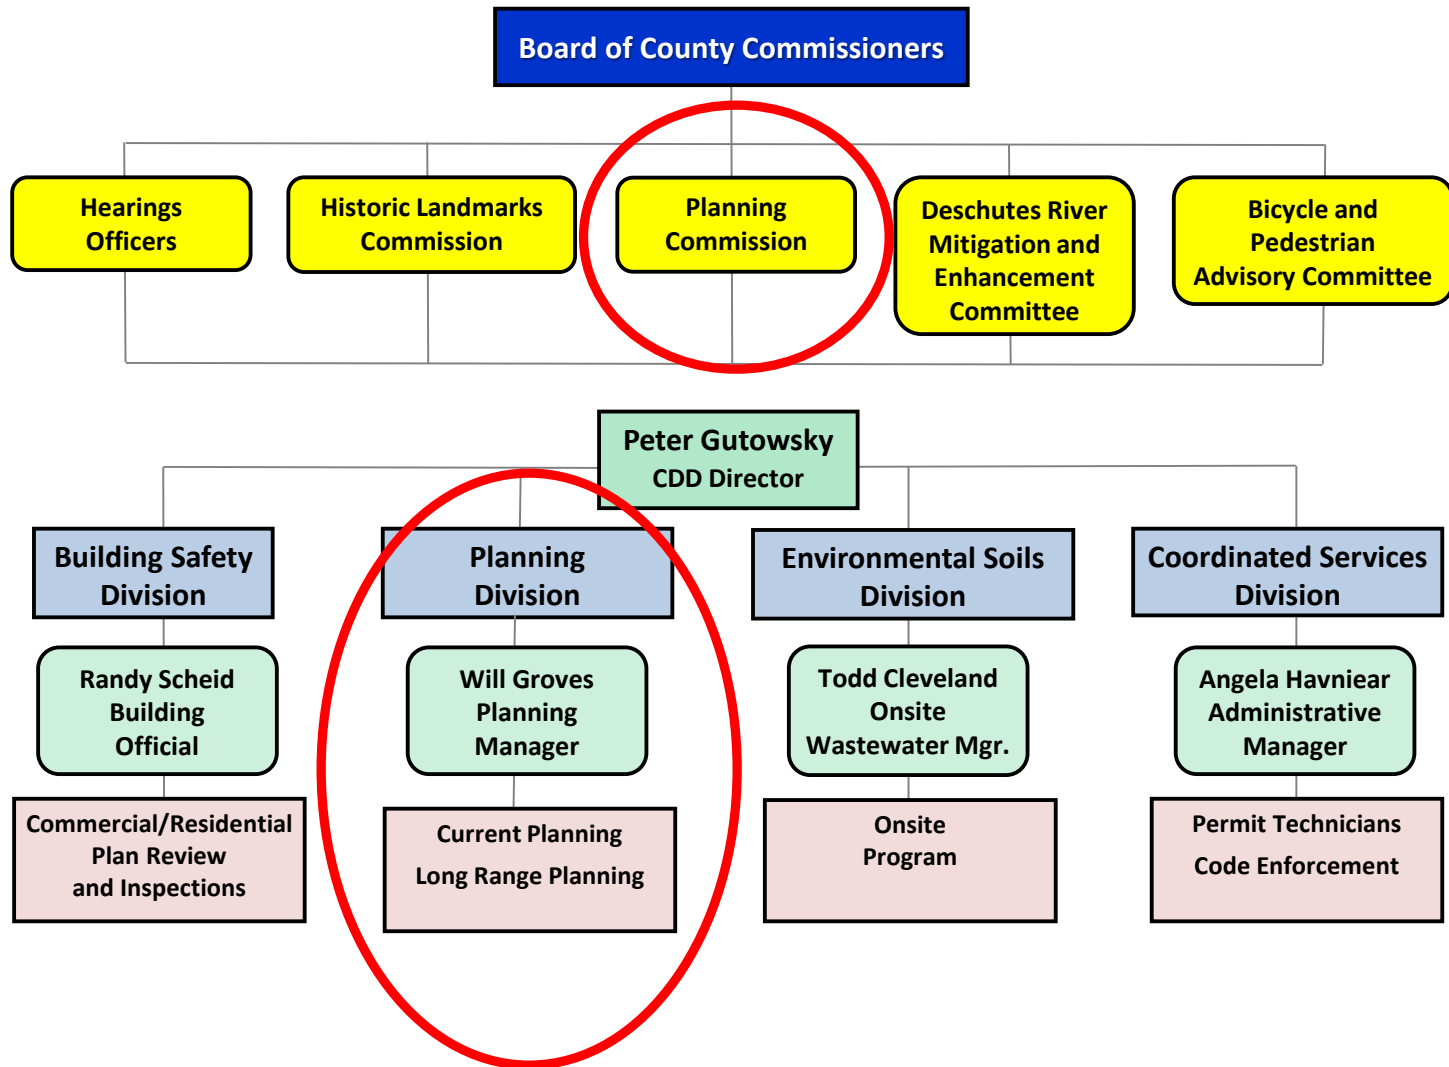 Board of County Commissioners
Hearings
Officers
Historic Landmarks
Commission
Planning
Commission
Deschutes River
Mitigation and
Enhancement
Committee
Bicycle and
Pedestrian
Advisory Committee
Peter Gutowsky
CDD Director
Building Safety
Division
Planning
Division
Environmental Soils
Division
Coordinated Services
Division
Randy Scheid
Building
Official
Will Groves
Planning
Manager
Todd Cleveland
Onsite
Wastewater Mgr.
Angela Havniear
Administrative
Manager
Commercial/Residential
Plan Review
and Inspections
Current Planning
Long Range Planning
Onsite
Program
Permit Technicians
Code Enforcement